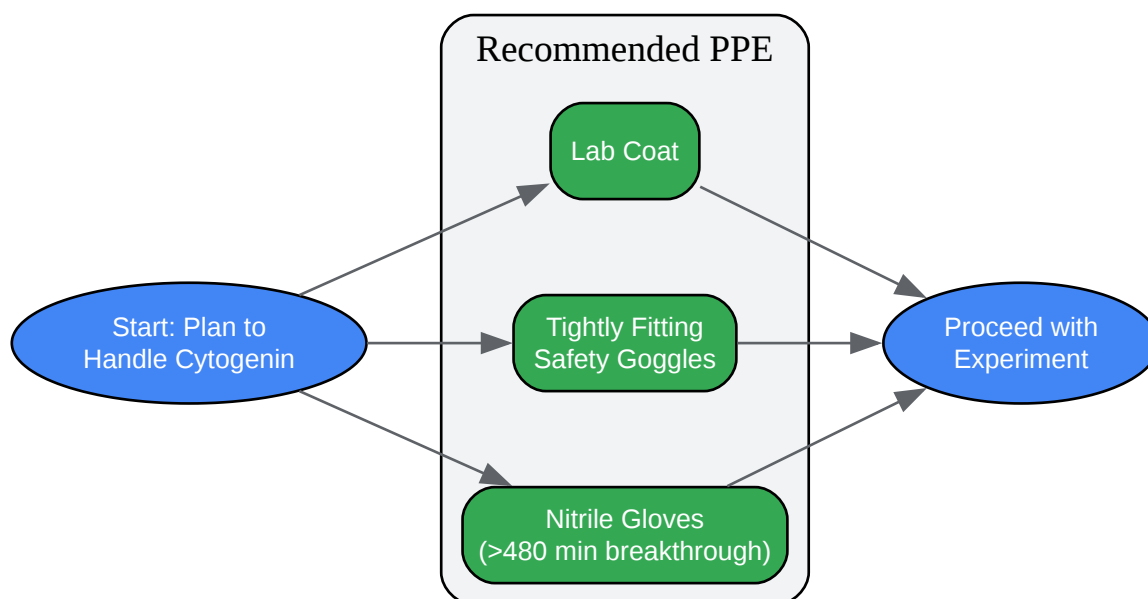 Recommended PPE
Lab Coat
Start: Plan to
Handle Cytogenin
Tightly Fitting
Safety Goggles
Proceed with
Experiment
Nitrile Gloves
(>480 min breakthrough)